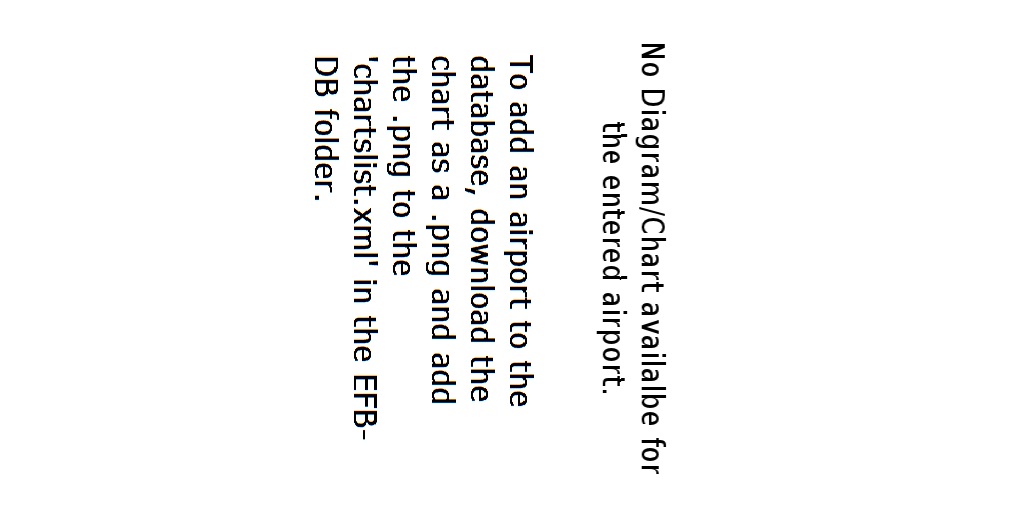 No Diagram/Chart availalbe for
the entered airport.
To add an airport to the
database, download the
chart as a .png and add
the .png to the
'chartslist.xml' in the EFB-
DB folder.